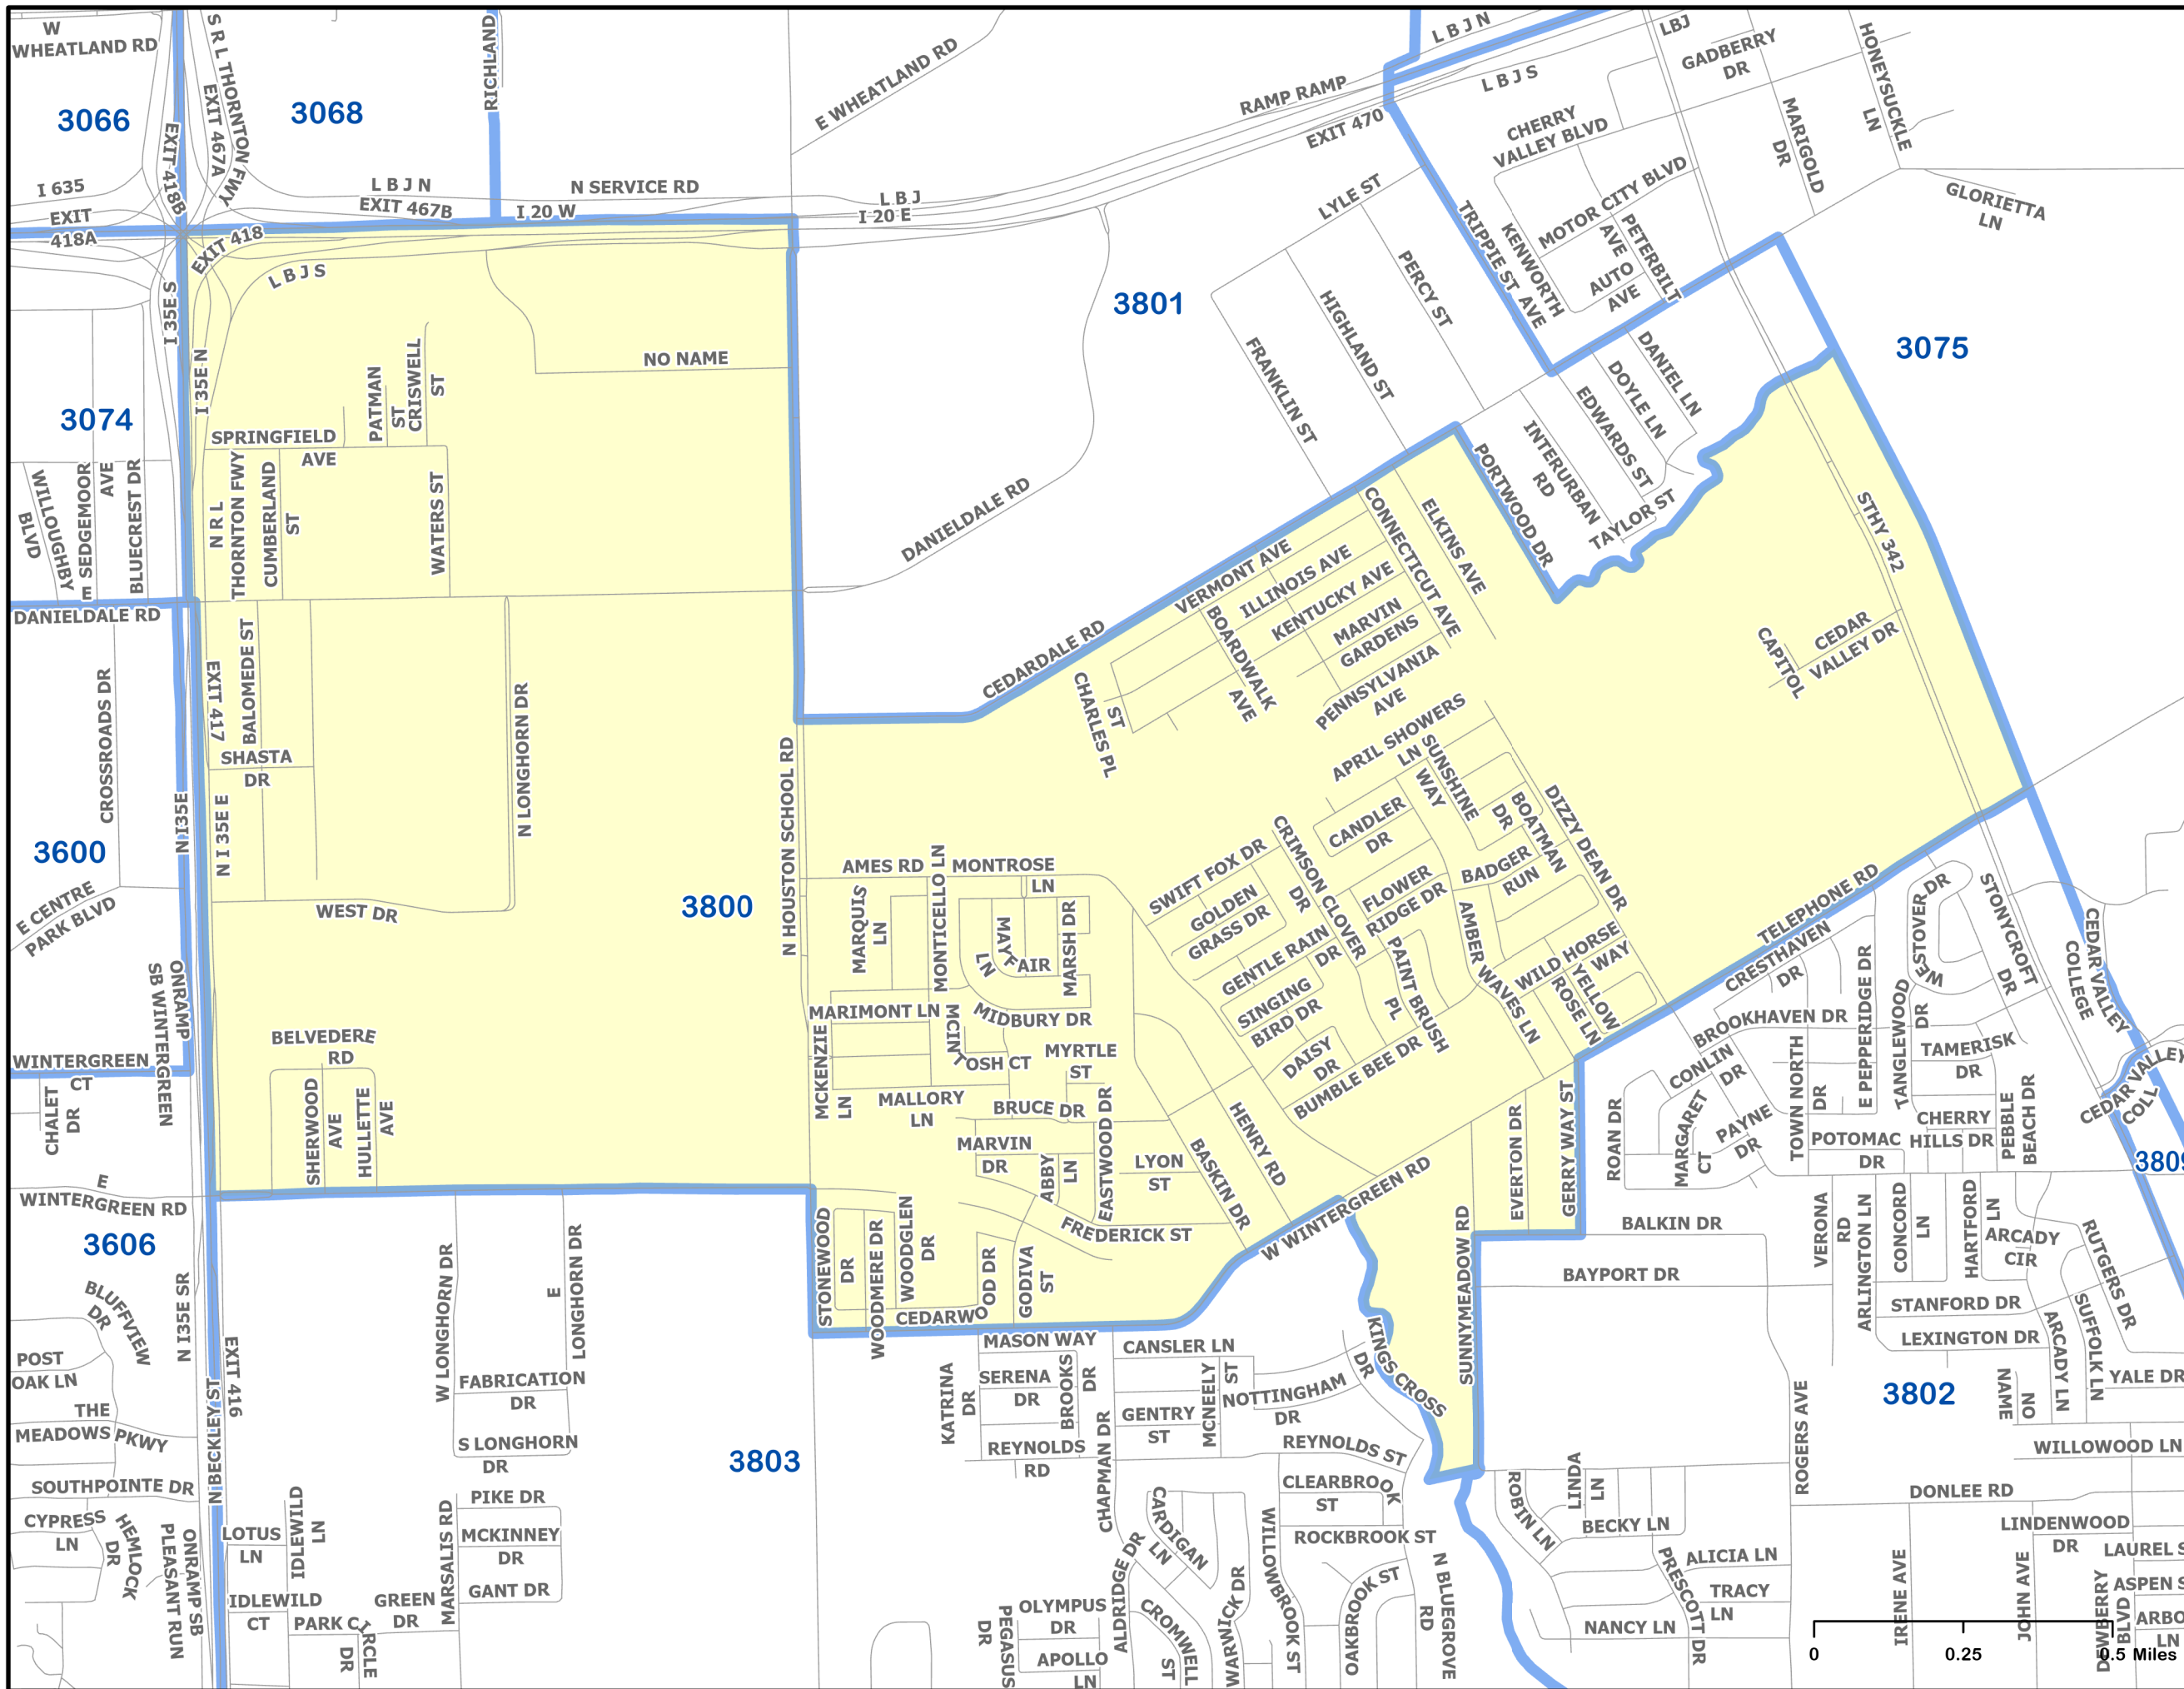 W
WHEATLAND RD
S R L THORNTON FWY
EXIT 467A
EXIT 418B
3066
3068
RICHLAND
E WHEATLAND RD
RAMP RAMP
L B J N
LBJ
L B J S
EXIT 470
GADBERRY
DR
HONEYSUCKLE
LN
MARIGOLD
DR
CHERRY
VALLEY BLVD
MOTOR CITY BLVD
GLORIETTA
LN
I 635
EXIT
418A
L B J N
EXIT 467B
N SERVICE RD
I 20 W
L B J
I 20 E
EXIT 418
L B J S
LYLE ST
TRIPPIE ST
KENWORTH
AVE
PETERBILT
AVE
AUTO
AVE
I 35E S
I 35E N
3801
PERCY ST
HIGHLAND ST
FRANKLIN ST
3075
3074
NO NAME
PATMAN
ST
CRISWELL
ST
SPRINGFIELD
AVE
DANIEL LN
DOYLE LN
EDWARDS ST
INTERURBAN
RD
TAYLOR ST
PORTWOOD DR
WILLOUGHBY
BLVD
E SEDGEMOOR
AVE
BLUECREST DR
N R L
THORNTON FWY
CUMBERLAND
ST
WATERS ST
DANIELDALE RD
STHY 342
DANIELDALE RD
CEDARDALE RD
VERMONT AVE
ILLINOIS AVE
KENTUCKY AVE
CONNECTICUT AVE
ELKINS AVE
MARVIN
GARDENS
BOARDWALK
AVE
PENNSYLVANIA
AVE
CHARLES PL
ST
CEDAR
VALLEY DR
CAPITOL
CROSSROADS DR
EXIT 417
BALOMEDE ST
SHASTA
DR
N LONGHORN DR
N HOUSTON SCHOOL RD
APRIL SHOWERS
LN
SUNSHINE
WAY
CANDLER
DR
BOATMAN
DR
DIZZY DEAN DR
3600
N I35E
N I 35E E
E CENTRE
PARK BLVD
WEST DR
3800
AMES RD
MONTROSE
LN
MARQUIS
LN
MONTICELLO LN
MAYFAIR
LN
MARSH DR
SWIFT FOX DR
GOLDEN
GRASS DR
CRIMSON CLOVER
DR
FLOWER
RIDGE DR
BADGER
RUN
GENTLE RAIN
DR
AMBER WAVES LN
WILD HORSE
WAY
YELLOW
ROSE LN
PAINT BRUSH
PL
SINGING
BIRD DR
DAISY
DR
BUMBLE BEE DR
TELEPHONE RD
CRESTHAVEN
DR
WESTOVER DR
STONYCROFT
DR
CEDAR VALLEY
COLLEGE
ONRAMP
SB WINTERGREEN
WINTERGREEN
CT
CHALET
DR
BELVEDERE
RD
SHERWOOD
AVE
HULLETTE
AVE
MARIMONT LN
MCINTOSH CT
MIDBURY DR
MYRTLE
ST
MCKENZIE
LN
MALLORY
LN
BRUCE DR
MARVIN
DR
ABBY
LN
EASTWOOD DR
LYON
ST
BASKIN DR
HENRY RD
FREDERICK ST
BROOKHAVEN DR
CONLIN
DR
TOWN NORTH
DR
E PEPPERIDGE DR
TANGLEWOOD
DR
TAMERISK
DR
CHERRY
HILLS DR
PEBBLE
BEACH DR
CEDAR VALLEY
COLL
ROAN DR
MARGARET
CT
PAYNE
DR
POTOMAC
DR
3809
E
WINTERGREEN RD
3606
W WINTERGREEN RD
EVERTON DR
GERRY WAY ST
SUNNYMEADOW RD
BALKIN DR
BAYPORT DR
VERONA
RD
ARLINGTON LN
CONCORD
LN
HARTFORD
LN
ARCADY
CIR
RUTGERS DR
STANFORD DR
SUFFOLK LN
ARCADY LN
LEXINGTON DR
YALE DR
STONEWOOD
DR
WOODMERE DR
WOODGLEN
DR
CEDARWOOD DR
GODIVA
ST
BLUFFVIEW
DR
N I35E SR
EXIT 416
N BECKLEY ST
POST
OAK LN
THE
MEADOWS PKWY
SOUTHPOINTE DR
CYPRESS
LN
HEMLOCK
DR
W LONGHORN DR
E
LONGHORN DR
FABRICATION
DR
S LONGHORN
DR
PIKE DR
MCKINNEY
DR
GANT DR
MARSALIS RD
LOTUS
LN
IDLEWILD
LN
IDLEWILD
CT
PARK CIRCLE
DR
GREEN
DR
ONRAMP SB
PLEASANT RUN
3803
MASON WAY
SERENA
DR
KATRINA
DR
BROOKS
DR
REYNOLDS
RD
CHAPMAN DR
CANSLER LN
GENTRY
ST
MCNEELY
ST
NOTTINGHAM
DR
KINGS CROSS
DR
REYNOLDS ST
CLEARBROOK
ST
ROCKBROOK ST
CARDIGAN
LN
ALDRIDGE DR
CROMWELL
ST
WARWICK DR
WILLOWBROOK ST
OAKBROOK ST
N BLUEGROVE
RD
OLYMPUS
DR
PEGASUS
DR
APOLLO
LN
3802
NAME
NO
ROGERS AVE
WILLOWOOD LN
DONLEE RD
LINDA
LN
ROBIN LN
BECKY LN
PRESCOTT DR
ALICIA LN
TRACY
LN
NANCY LN
LINDENWOOD
DR
LAUREL S
ASPEN S
ARBO
LN
IRENE AVE
JOHN AVE
DEWBERRY
BLVD
0 0.25 0.5 Miles